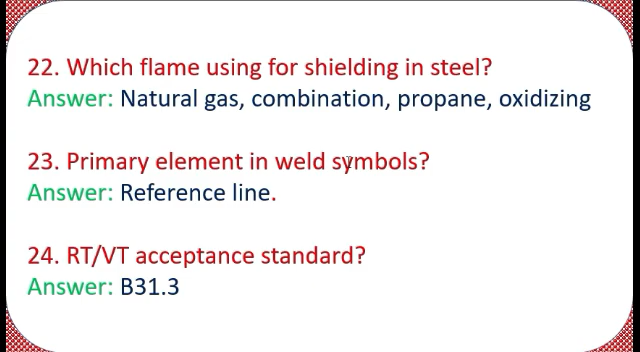 22. Which flame using for shielding in steel?
Answer: Natural gas, combination, propane, oxidizing
23. Primary element in weld symbols?
Answer: Reference line.
24. RT/VT acceptance standard?
Answer: B31.3